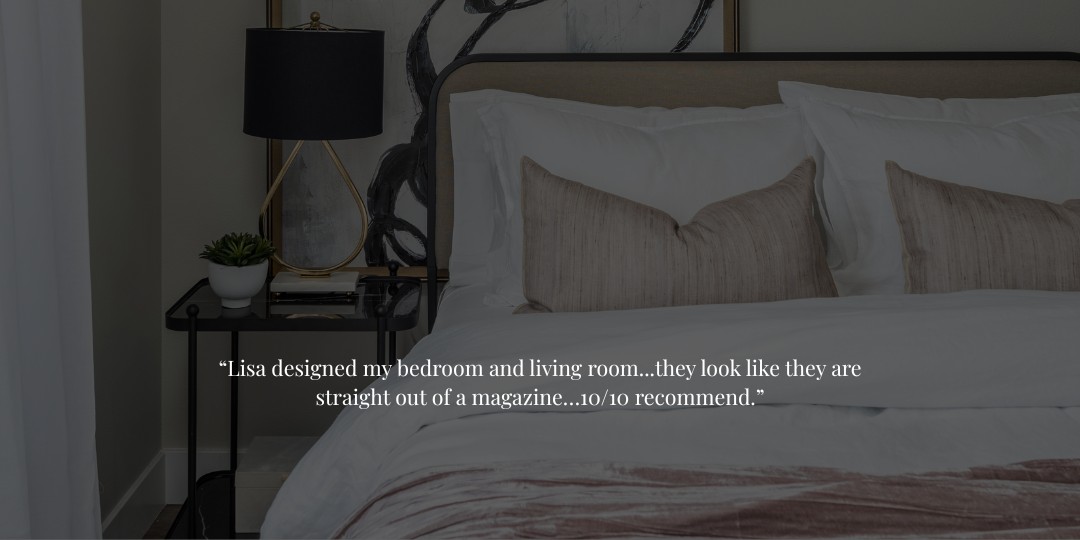 “Lisa designed my bedroom and living room...they look like they are
straight out of a magazine...10/10 recommend.”